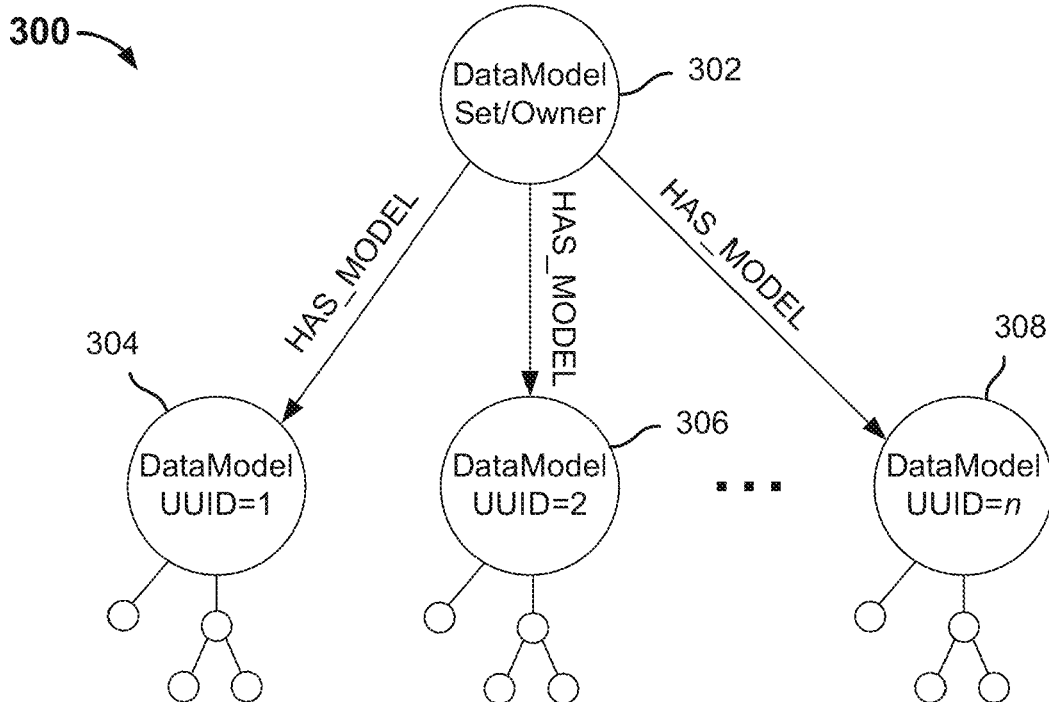 300
DataModel
Set/Owner
302
HAS_MODEL
HAS_MODEL
HAS_MODEL
304
DataModel
UUID=1
306
DataModel
UUID=2
308
DataModel
UUID=n